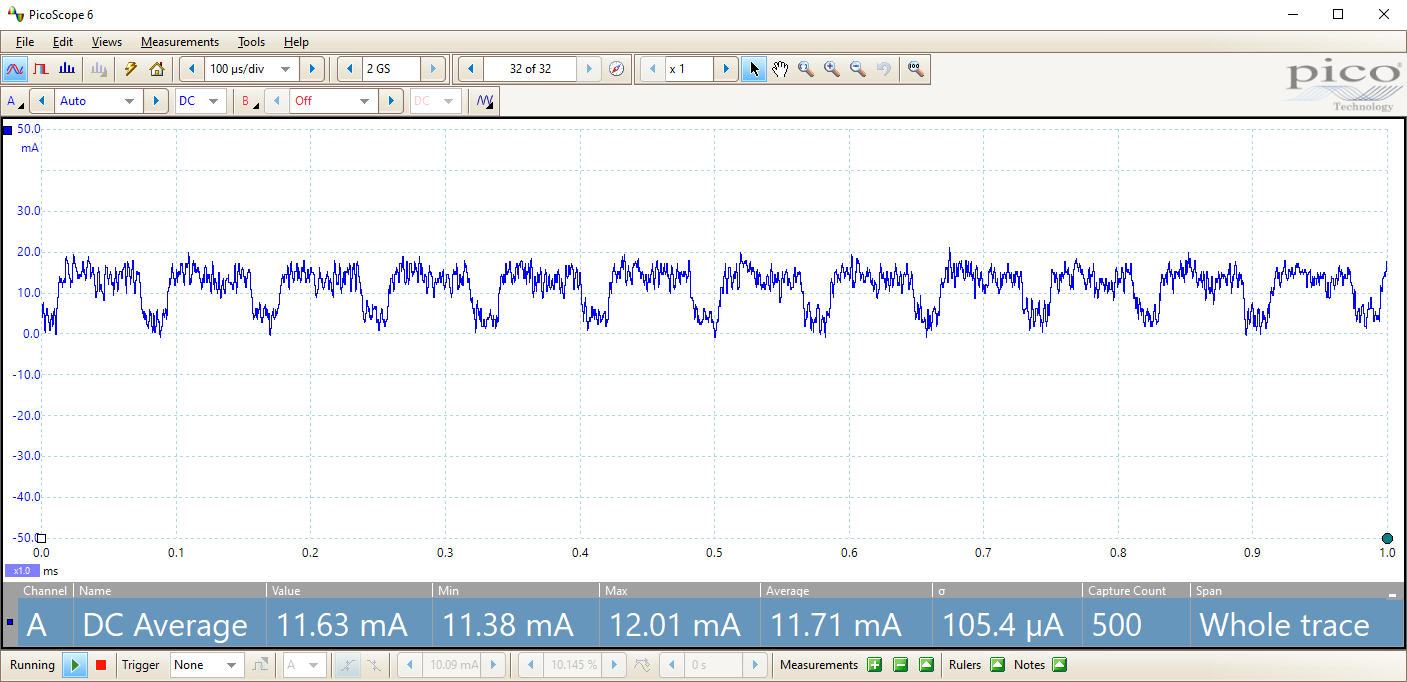 PicoScope 6
File Edit Views Measurements Tools Help
100 µs/div 2 GS 32 of 32 x 1
pico
Technology
A Auto DC B Off DC
50.0
mA
30.0
20.0
10.0
0.0
-10.0
-20.0
-30.0
-40.0
-50.0
0.0 0.1 0.2 0.3 0.4 0.5 0.6 0.7 0.8 0.9 1.0
x1.0 ms
Channel Name Value Min Max Average σ Capture Count Span
A DC Average 11.63 mA 11.38 mA 12.01 mA 11.71 mA 105.4 µA 500 Whole trace
Running Trigger None A 10.09 mA 10.145 % 0 s Measurements Rulers Notes